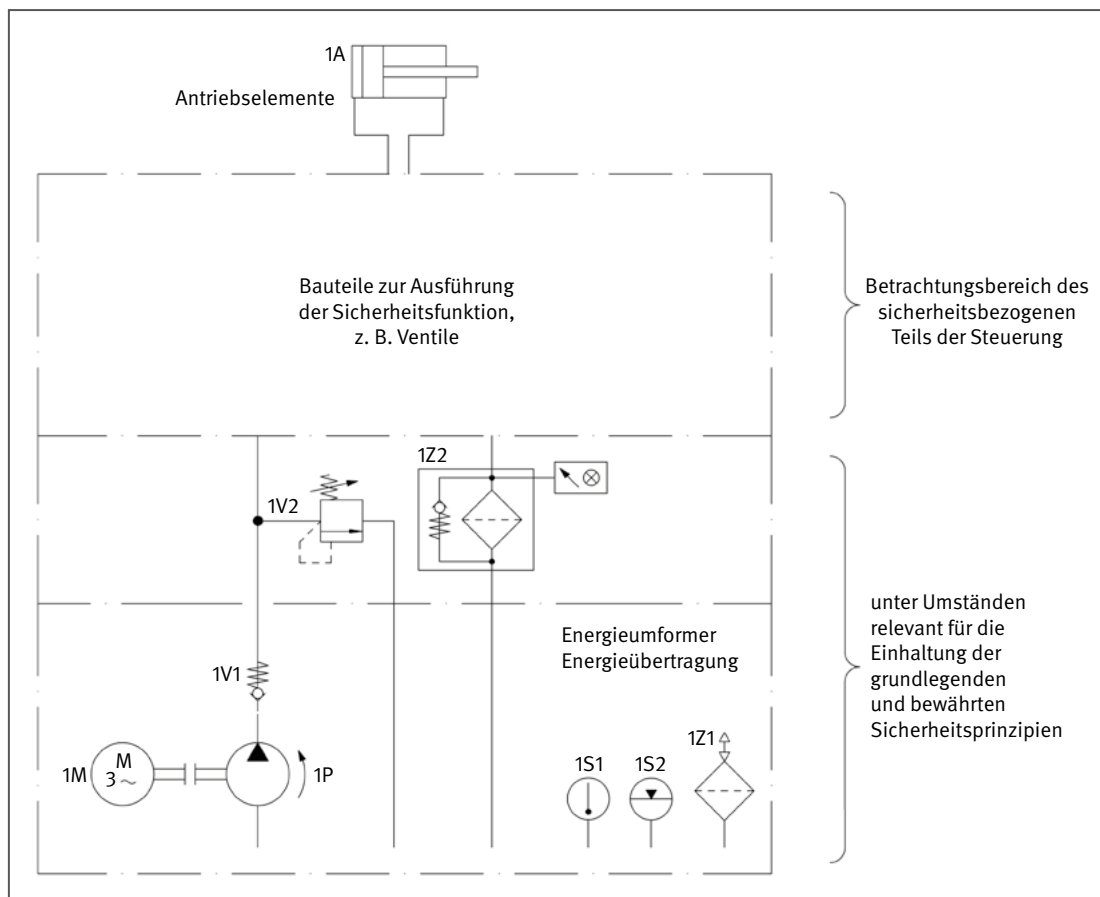 1A
Antriebselemente
Bauteile zur Ausführung
der Sicherheitsfunktion,
z. B. Ventile
Betrachtungsbereich des
sicherheitsbezogenen
Teils der Steuerung
1Z2
1V2
Energieumformer
Energieübertragung
unter Umständen
relevant für die
Einhaltung der
grundlegenden
und bewährten
Sicherheitsprinzipien
1V1
1Z1
1M
M
3 ~
1P
1S1
1S2